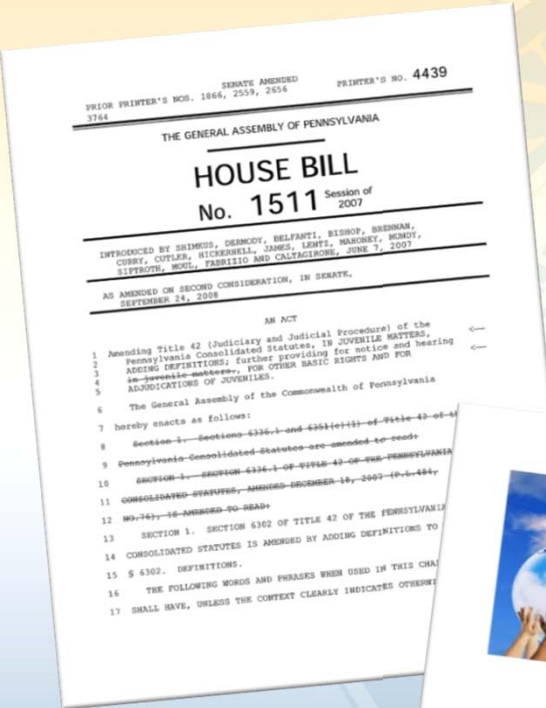 SENATE AMENDED
PRIOR PRINTER'S NOS. 1866, 2559, 2656 PRINTER'S NO. 4439
3764
THE GENERAL ASSEMBLY OF PENNSYLVANIA
HOUSE BILL
No. 1511 Session of
2007
INTRODUCED BY SHIMKUS, DERMODY, BELFANTI, BISHOP, BRENNAN,
CURRY, CUTLER, HICKERNELL, JAMES, LENTZ, MAHONEY, MUNDY,
SIPTROTH, MOUL, FABRIZIO AND CALTAGIRONE, JUNE 7, 2007
AS AMENDED ON SECOND CONSIDERATION, IN SENATE,
SEPTEMBER 24, 2008
AN ACT
1 Amending Title 42 (Judiciary and Judicial Procedure) of the
2 Pennsylvania Consolidated Statutes, IN JUVENILE MATTERS, <—
3 ADDING DEFINITIONS; further providing for notice and hearing
4 in juvenile matters., FOR OTHER BASIC RIGHTS AND FOR <—
5 ADJUDICATIONS OF JUVENILES.
6 The General Assembly of the Commonwealth of Pennsylvania
7 hereby enacts as follows:
8 Section 1. Sections 6336.1 and 6351(e)(1) of Title 42 of th
9 Pennsylvania Consolidated Statutes are amended to read:
10 SECTION 1. SECTION 6336.1 OF TITLE 42 OF THE PENNSYLVANIA
11 CONSOLIDATED STATUTES, AMENDED DECEMBER 18, 2007 (P.L.484,
12 NO.76), IS AMENDED TO READ:
13 SECTION 1. SECTION 6302 OF TITLE 42 OF THE PENNSYLVANIA
14 CONSOLIDATED STATUTES IS AMENDED BY ADDING DEFINITIONS TO
15 § 6302. DEFINITIONS.
16 THE FOLLOWING WORDS AND PHRASES WHEN USED IN THIS CHA
17 SHALL HAVE, UNLESS THE CONTEXT CLEARLY INDICATES OTHERWI